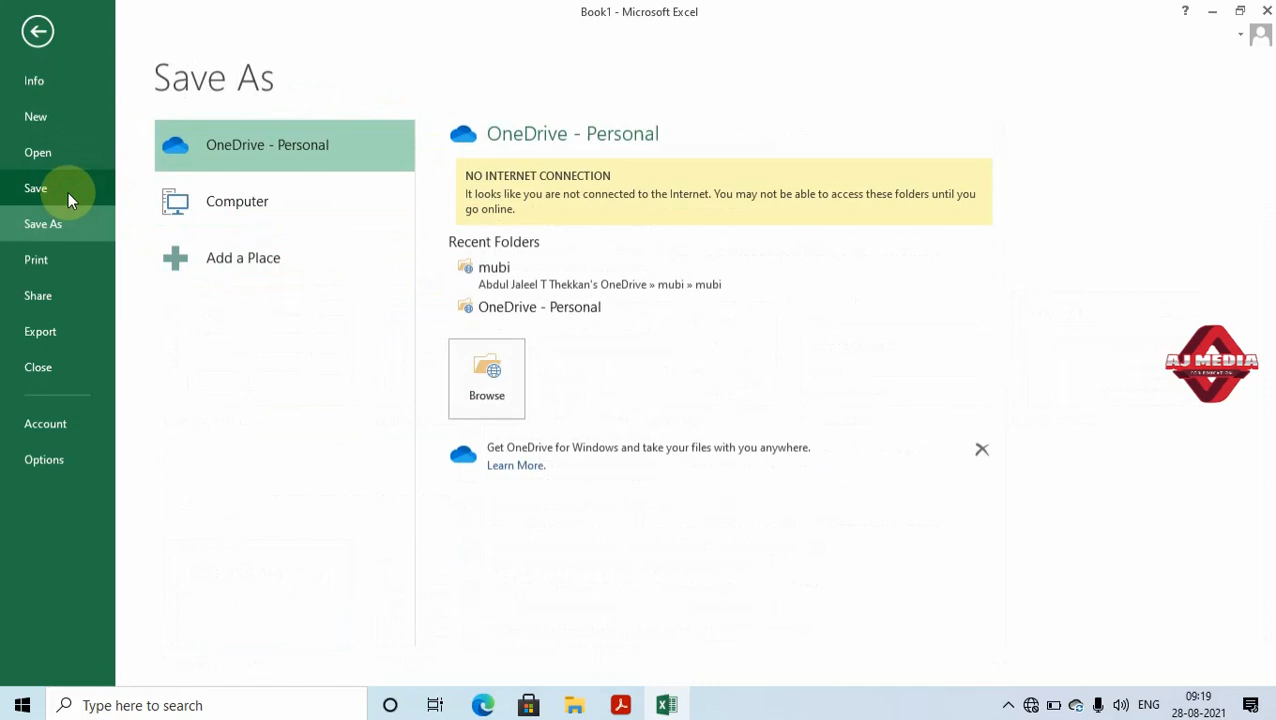 Book1 - Microsoft Excel
?
Info
New
Open
Save
Save As
Print
Share
Export
Close
Account
Options
Save As
OneDrive - Personal
Computer
Add a Place
OneDrive - Personal
NO INTERNET CONNECTION
It looks like you are not connected to the Internet. You may not be able to access these folders until you
go online.
Recent Folders
mubi
Abdul Jaleel T Thekkan's OneDrive » mubi » mubi
OneDrive - Personal
Browse
Get OneDrive for Windows and take your files with you anywhere.
Learn More.
AJ MEDIA
FOR EDUCATION
Type here to search
ENG
09:19
28-08-2021